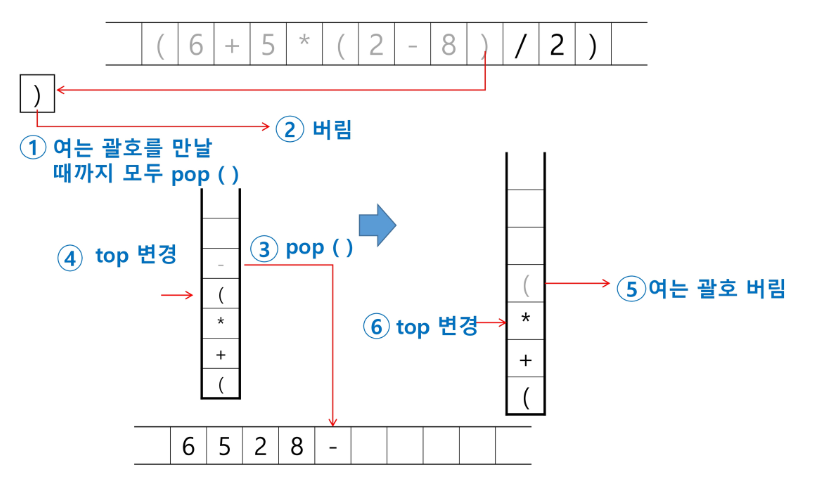 ( 6 + 5 * ( 2 - 8 ) / 2 )
)
② 버림
① 여는 괄호를 만날
때까지 모두 pop ( )
④ top 변경
③ pop ( )
-
(
*
+
(
(
⑤ 여는 괄호 버림
⑥ top 변경
*
+
(
6 5 2 8 -